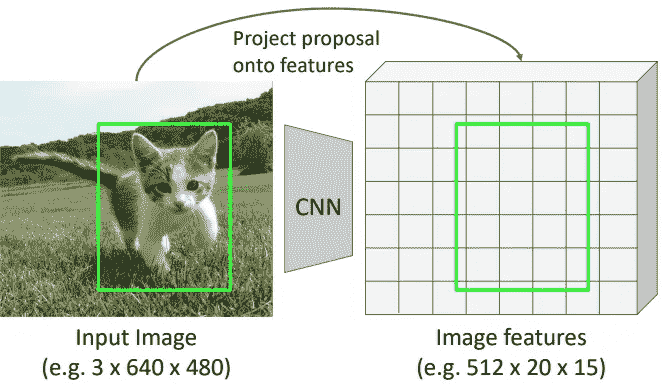 Project proposal
onto features
CNN
Input Image
(e.g. 3 x 640 x 480)
Image features
(e.g. 512 x 20 x 15)